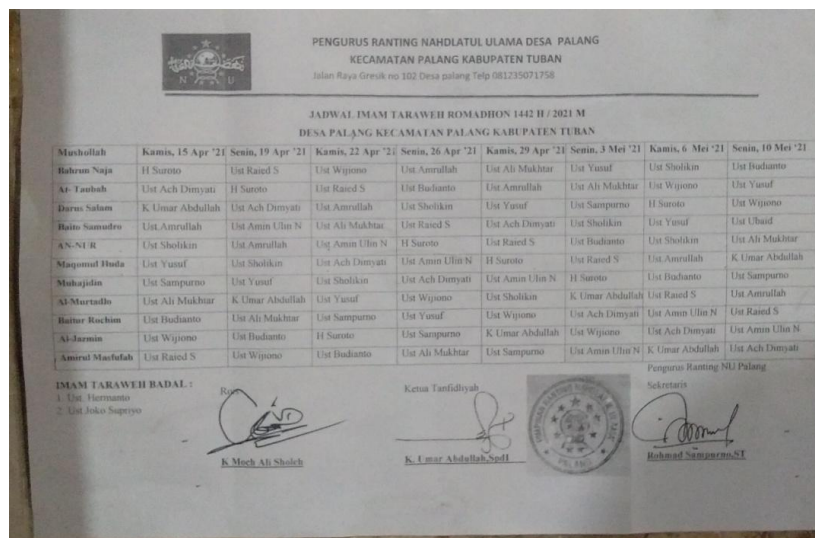 PENGURUS RANTING NAHDLATUL ULAMA DESA PALANG
KECAMATAN PALANG KABUPATEN TUBAN
Jalan Raya Gresik no 102 Desa palang Telp 081235071758
N U
JADWAL IMAM TARAWEH ROMADHON 1442 H / 2021 M
DESA PALANG KECAMATAN PALANG KABUPATEN TUBAN
Mushollah Kamis, 15 Apr '21 Senin, 19 Apr '21 Kamis, 22 Apr '21 Senin, 26 Apr '21 Kamis, 29 Apr '21 Senin, 3 Mei '21 Kamis, 6 Mei '21 Senin, 10 Mei '21
Bahrun Naja H Suroto Ust Raied S Ust Wijiono Ust Amrullah Ust Ali Mukhtar Ust Yusuf Ust Sholikin Ust Budianto
At- Taubah Ust Ach Dimyati H Suroto Ust Raied S Ust Budianto Ust Amrullah Ust Ali Mukhtar Ust Wijiono Ust Yusuf
Darus Salam K Umar Abdullah Ust Ach Dimyati Ust Amrullah Ust Sholikin Ust Yusuf Ust Sampurno H Suroto Ust Wijiono
Baito Samudro Ust Amrullah Ust Amin Ulin N Ust Ali Mukhtar Ust Raied S Ust Ach Dimyati Ust Sholikin Ust Yusuf Ust Ubaid
AN-NUR Ust Sholikin Ust Amrullah Ust Amin Ulin N H Suroto Ust Raied S Ust Budianto Ust Sholikin Ust Ali Mukhtar
Maqomul Huda Ust Yusuf Ust Sholikin Ust Ach Dimyati Ust Amin Ulin N H Suroto Ust Raied S Ust Amrullah K Umar Abdullah
Muhajidin Ust Sampurno Ust Yusuf Ust Sholikin Ust Ach Dimyati Ust Amin Ulin N H Suroto Ust Budianto Ust Sampurno
Al-Murtadlo Ust Ali Mukhtar K Umar Abdullah Ust Yusuf Ust Wijiono Ust Sholikin K Umar Abdullah Ust Raied S Ust Amrullah
Baitur Rochim Ust Budianto Ust Ali Mukhtar Ust Sampurno Ust Yusuf Ust Wijiono Ust Ach Dimyati Ust Amin Ulin N Ust Raied S
Al-Jazmin Ust Wijiono Ust Budianto H Suroto Ust Sampurno K Umar Abdullah Ust Wijiono Ust Ach Dimyati Ust Amin Ulin N
Amirul Masfufah Ust Raied S Ust Wijiono Ust Budianto Ust Ali Mukhtar Ust Sampurno Ust Amin Ulin N K Umar Abdullah Ust Ach Dimyati
Pengurus Ranting NU Palang
IMAM TARAWEH BADAL :
1. Ust. Hermanto
2. Ust Joko Supriyo
Ketua Tanfidhyah
Sekretaris
K Moch Ali Sholeh
K. Umar Abdullah,SpdI
Rohmad Sampurno,ST